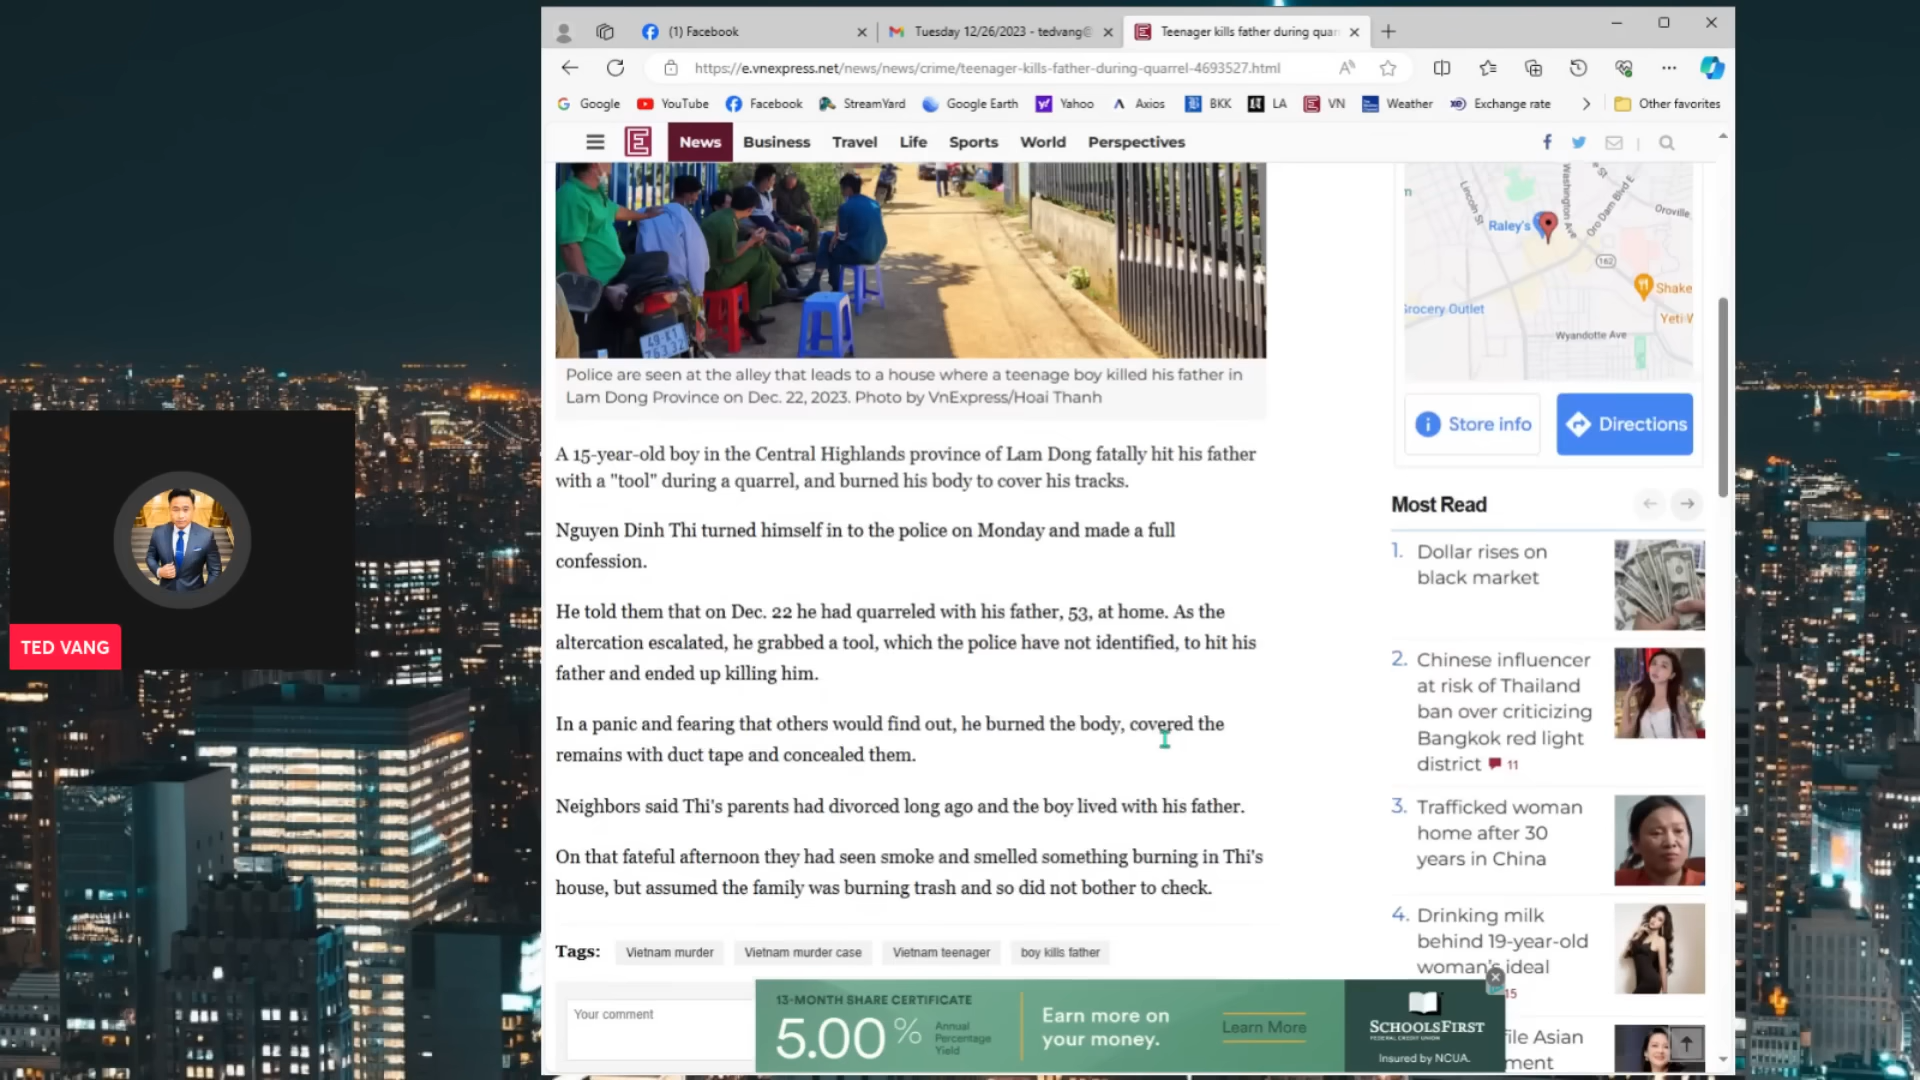 (1) Facebook
Tuesday 12/26/2023 - tedvang@
Teenager kills father during quar
https://e.vnexpress.net/news/news/crime/teenager-kills-father-during-quarrel-4693527.html
Google YouTube Facebook StreamYard Google Earth Yahoo Axios BKK LA VN Weather Exchange rate Other favorites
E News Business Travel Life Sports World Perspectives
Police are seen at the alley that leads to a house where a teenage boy killed his father in
Lam Dong Province on Dec. 22, 2023. Photo by VnExpress/Hoai Thanh
A 15-year-old boy in the Central Highlands province of Lam Dong fatally hit his father
with a "tool" during a quarrel, and burned his body to cover his tracks.
Nguyen Dinh Thi turned himself in to the police on Monday and made a full
confession.
He told them that on Dec. 22 he had quarreled with his father, 53, at home. As the
altercation escalated, he grabbed a tool, which the police have not identified, to hit his
father and ended up killing him.
In a panic and fearing that others would find out, he burned the body, covered the
remains with duct tape and concealed them.
Neighbors said Thi's parents had divorced long ago and the boy lived with his father.
On that fateful afternoon they had seen smoke and smelled something burning in Thi's
house, but assumed the family was burning trash and so did not bother to check.
Tags: Vietnam murder Vietnam murder case Vietnam teenager boy kills father
Your comment
13-MONTH SHARE CERTIFICATE
5.00% Annual
Percentage
Yield
Earn more on
your money.
Learn More
SCHOOLSFIRST
FEDERAL CREDIT UNION
Insured by NCUA.
Lincoln St
Washington Ave
Oro Dam Blvd E
Oroville
Raley's
162
Shake
Grocery Outlet
Yeti
Wyandotte Ave
Store info
Directions
Most Read
1. Dollar rises on
black market
2. Chinese influencer
at risk of Thailand
ban over criticizing
Bangkok red light
district 11
3. Trafficked woman
home after 30
years in China
4. Drinking milk
behind 19-year-old
woman's ideal
15
file Asian
ment
TED VANG